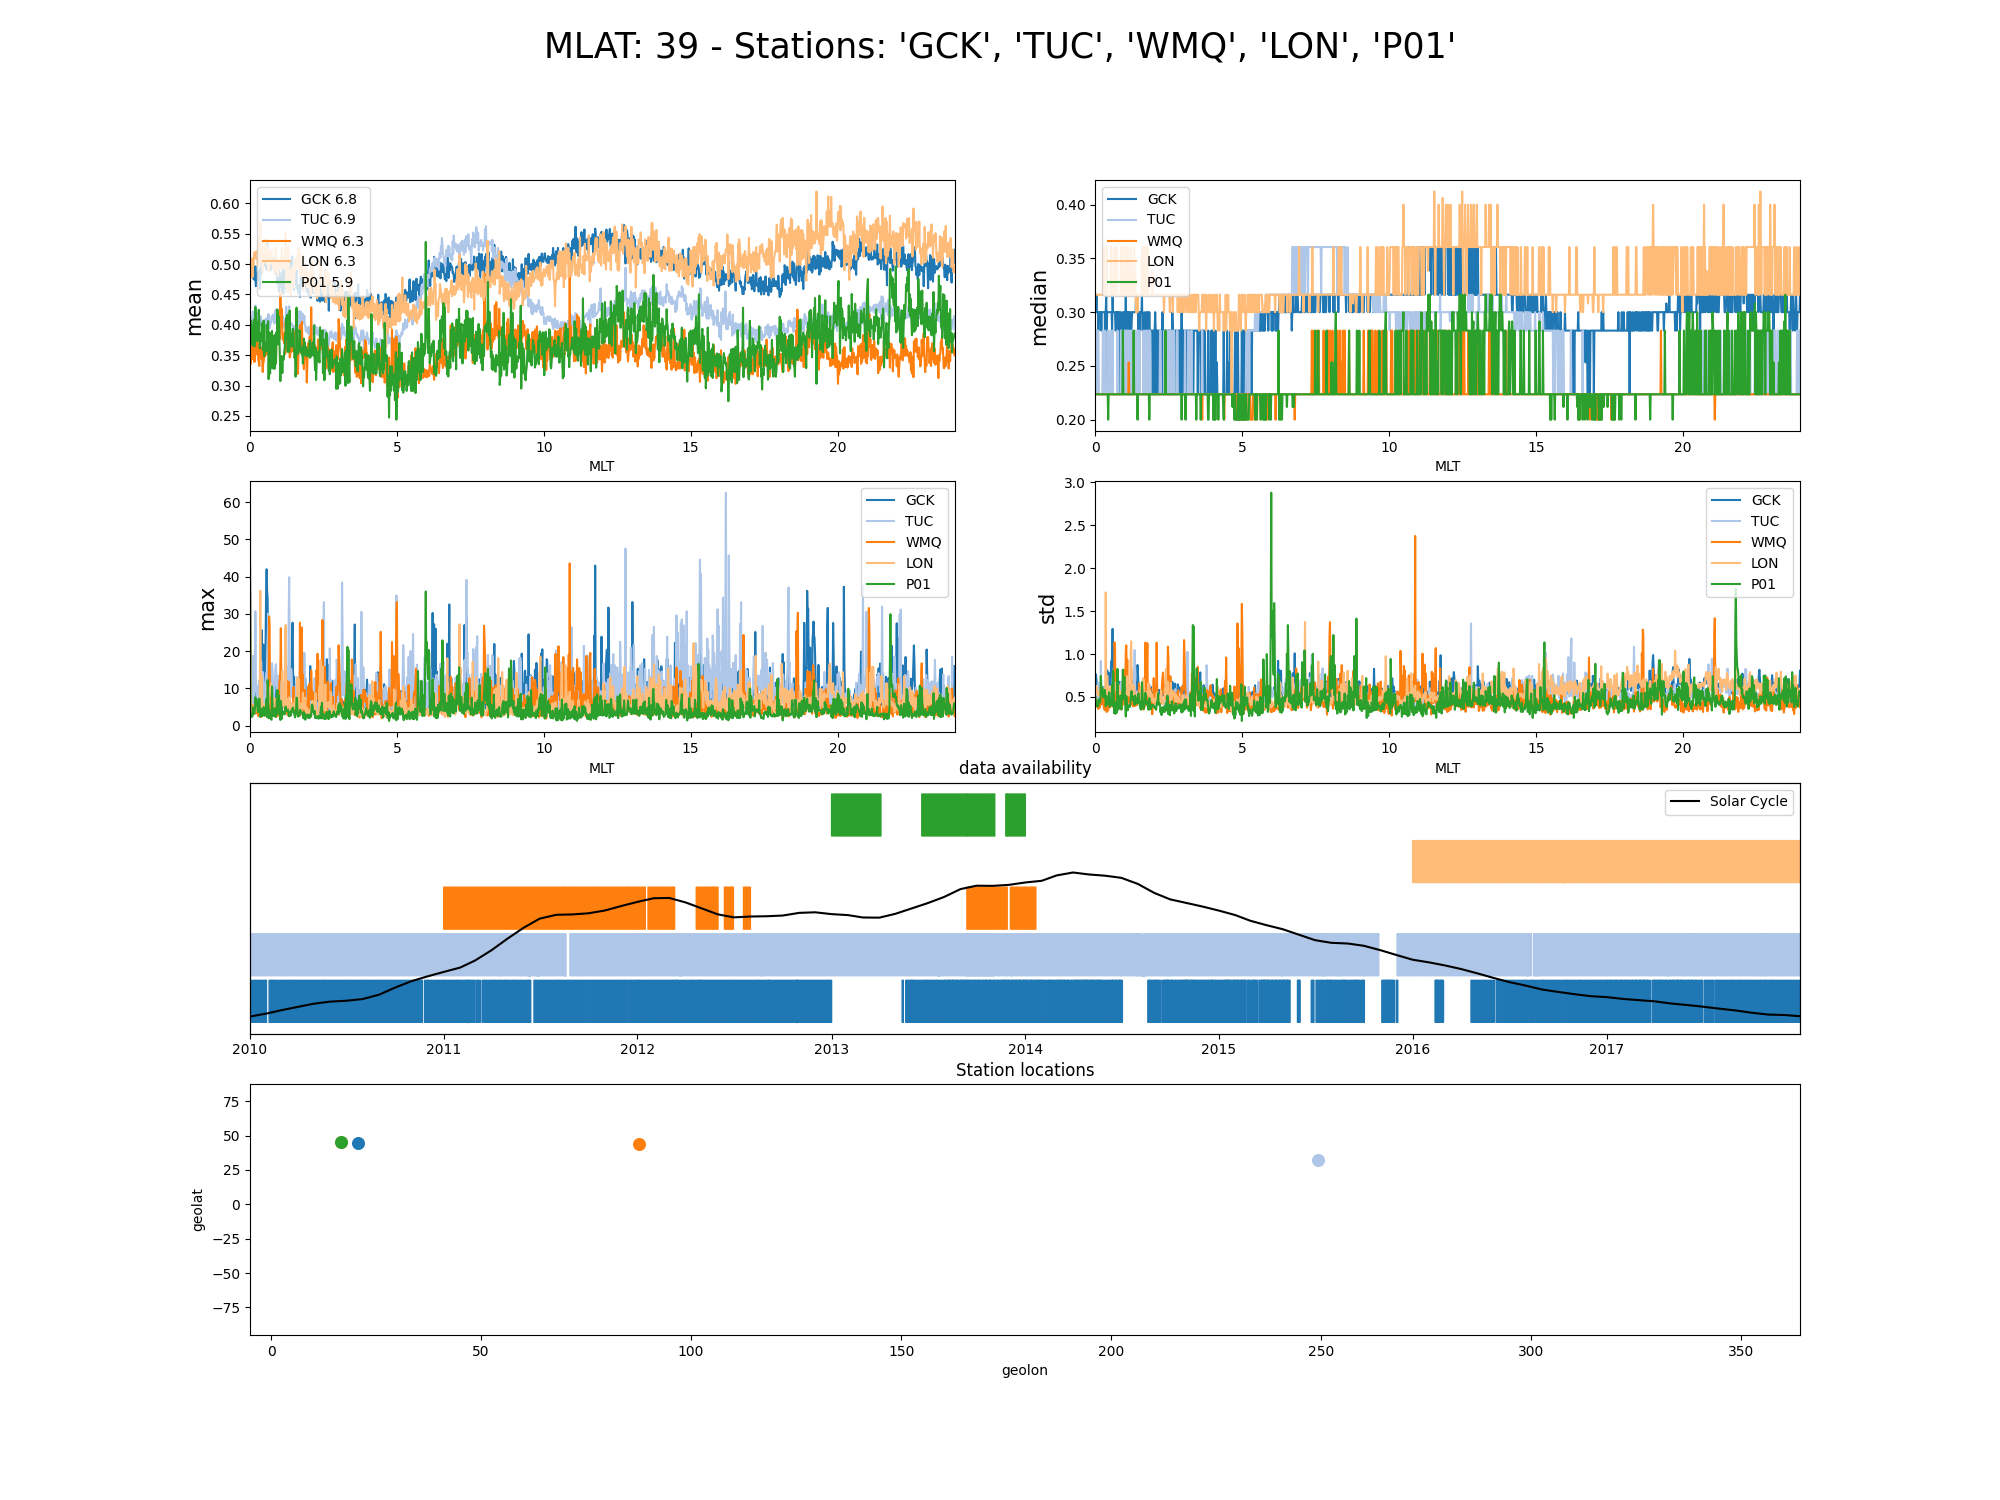 MLAT: 39 - Stations: 'GCK', 'TUC', 'WMQ', 'LON', 'P01'
mean
0.60
0.55
0.50
0.45
0.40
0.35
0.30
0.25
GCK 6.8
TUC 6.9
WMQ 6.3
LON 6.3
P01 5.9
0 5 10 15 20
MLT
median
0.40
0.35
0.30
0.25
0.20
GCK
TUC
WMQ
LON
P01
0 5 10 15 20
MLT
max
60
50
40
30
20
10
0
GCK
TUC
WMQ
LON
P01
0 5 10 15 20
MLT
std
3.0
2.5
2.0
1.5
1.0
0.5
GCK
TUC
WMQ
LON
P01
0 5 10 15 20
MLT
data availability
Solar Cycle
2010 2011 2012 2013 2014 2015 2016 2017
Station locations
geolat
75
50
25
0
−25
−50
−75
0 50 100 150 200 250 300 350
geolon